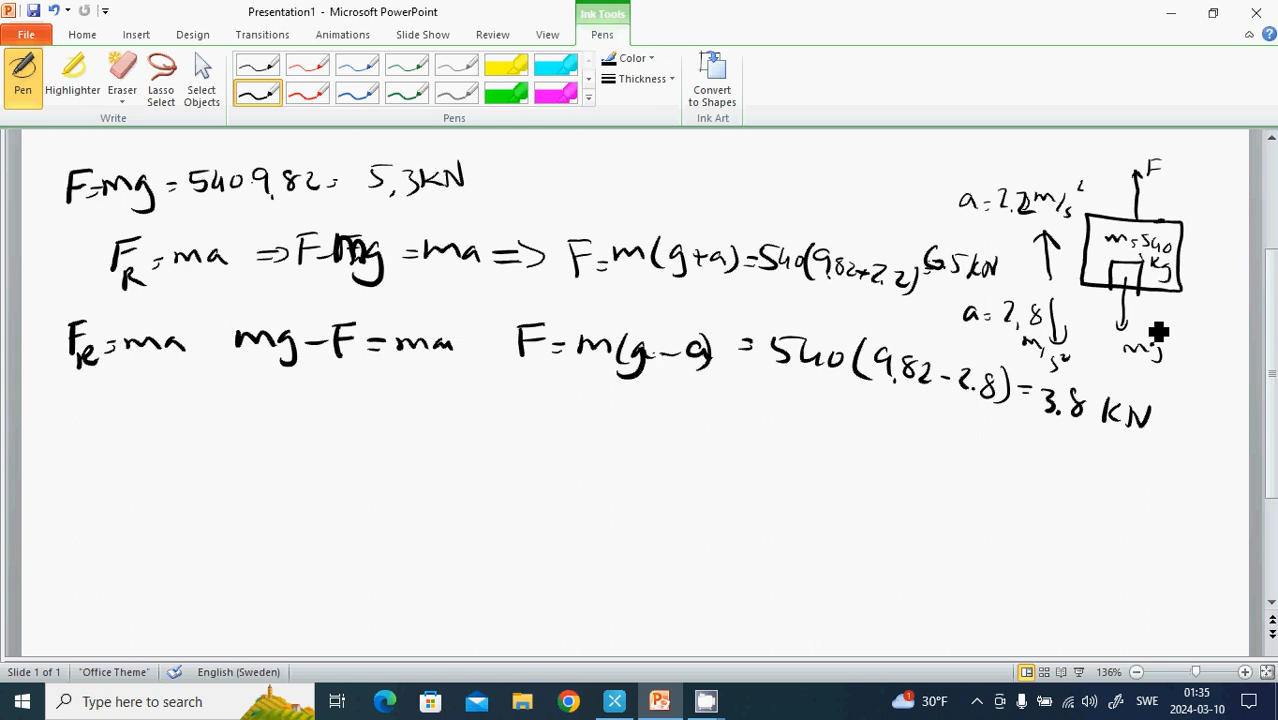 Presentation1 - Microsoft PowerPoint
Ink Tools
File Home Insert Design Transitions Animations Slide Show Review View Pens
Pen Highlighter Eraser Lasso Select Select Objects Color Thickness Convert to Shapes
Write Pens Ink Art
F=mg = 540 9,82 = 5,3KN
F
a = 2.2 m/s²
m=540 kg
F_R = ma => F-mg = ma => F = m(g+a) = 540(9,82+2.2) = 6.5 KN
a = 2,8 m/s²
mg
F_R = ma mg - F = ma F = m(g-a) = 540(9.82-2.8) = 3.8 KN
Slide 1 of 1 "Office Theme" English (Sweden) 136%
Type here to search 30°F SWE 01:35
2024-03-10